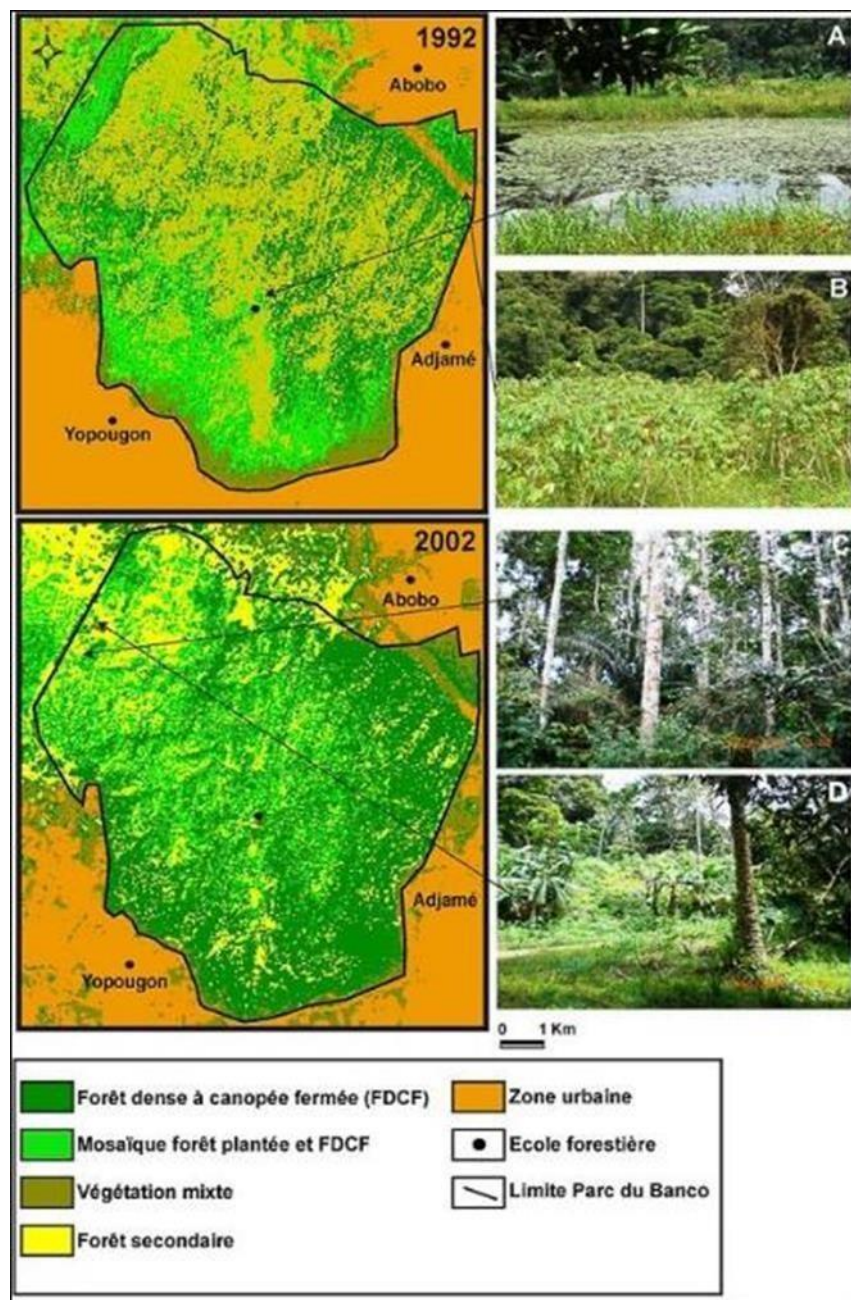 1992
Abobo
Adjamé
Yopougon
A
B
2002
Abobo
Adjamé
Yopougon
C
D
0 1 Km
Forêt dense à canopée fermée (FDCF)
Mosaïque forêt plantée et FDCF
Végétation mixte
Forêt secondaire
Zone urbaine
Ecole forestière
Limite Parc du Banco